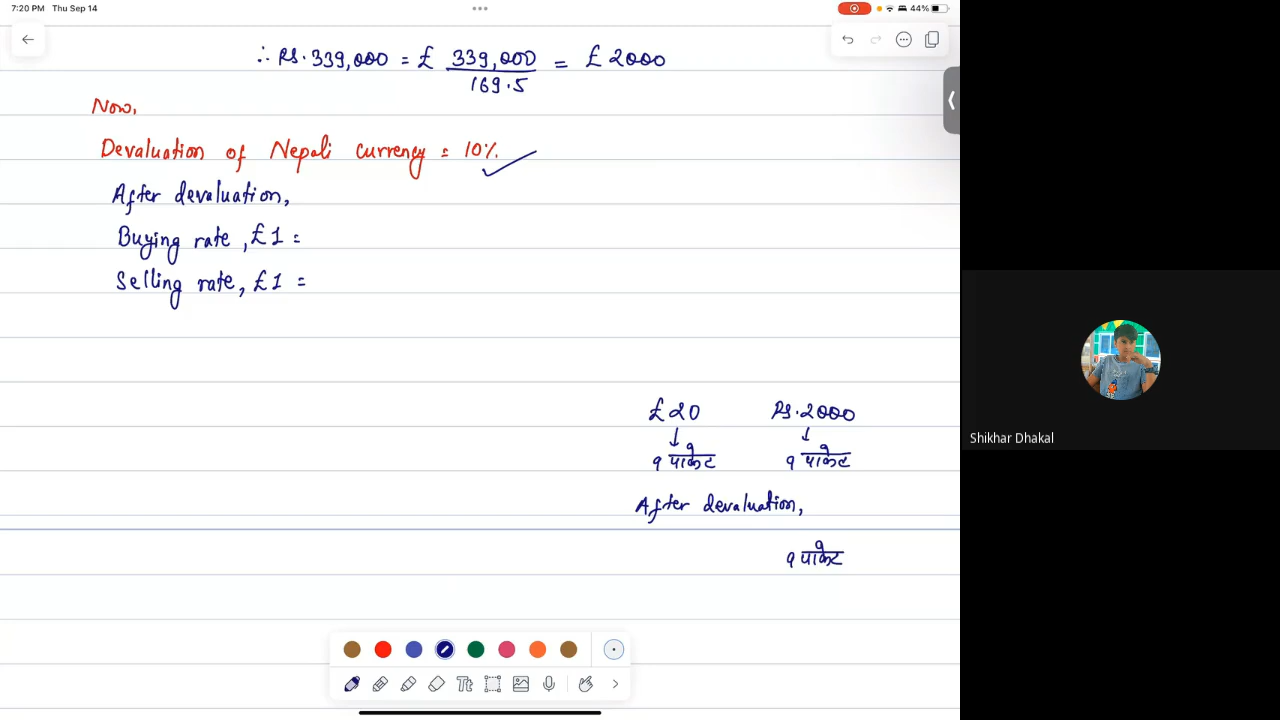 7:20 PM Thu Sep 14
44%
∴ Rs. 339,000 = £ 339,000 / 169.5 = £ 2000
Now,
Devaluation of Nepali currency = 10%.
After devaluation,
Buying rate, £1 =
Selling rate, £1 =
£20 Rs. 2000
↓ ↓
१ पाकेट १ पाकेट
After devaluation,
१ पाकेट
Tt
Shikhar Dhakal